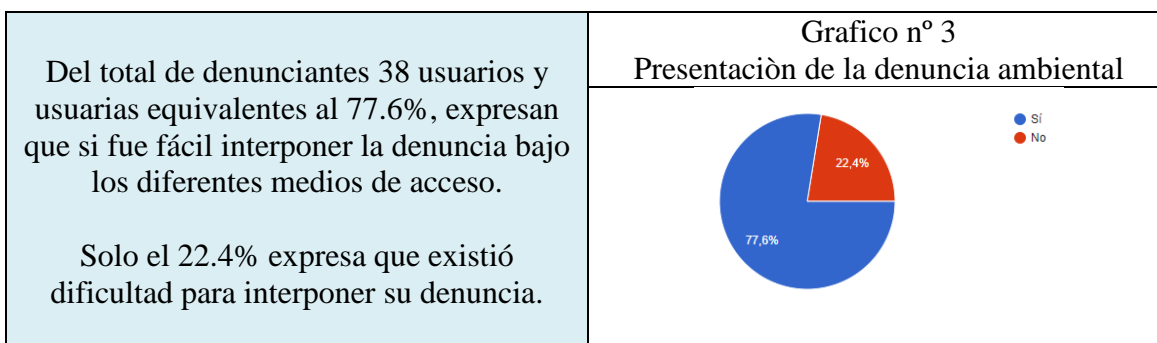 Del total de denunciantes 38 usuarios y
usuarias equivalentes al 77.6%, expresan
que si fue fácil interponer la denuncia bajo
los diferentes medios de acceso.
Solo el 22.4% expresa que existió
dificultad para interponer su denuncia.
Grafico nº 3
Presentaciòn de la denuncia ambiental
Sí
No
22,4%
77,6%